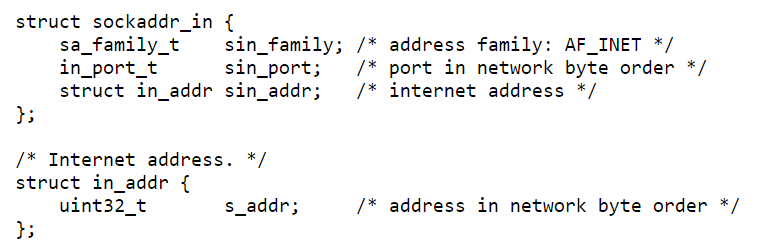 struct sockaddr_in {
    sa_family_t    sin_family; /* address family: AF_INET */
    in_port_t      sin_port;   /* port in network byte order */
    struct in_addr sin_addr;   /* internet address */
};

/* Internet address. */
struct in_addr {
    uint32_t       s_addr;     /* address in network byte order */
};